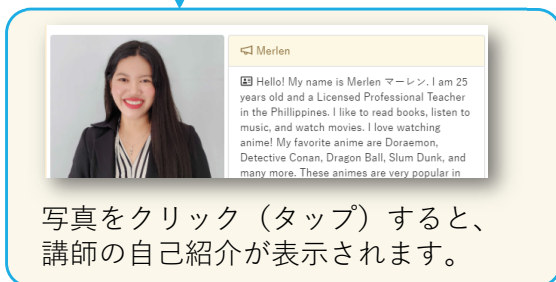 Merlen
Hello! My name is Merlen マーレン. I am 25
years old and a Licensed Professional Teacher
in the Phillippines. I like to read books, listen to
music, and watch movies. I love watching
anime! My favorite anime are Doraemon,
Detective Conan, Dragon Ball, Slum Dunk, and
many more. These animes are very popular in
写真をクリック（タップ）すると、
講師の自己紹介が表示されます。